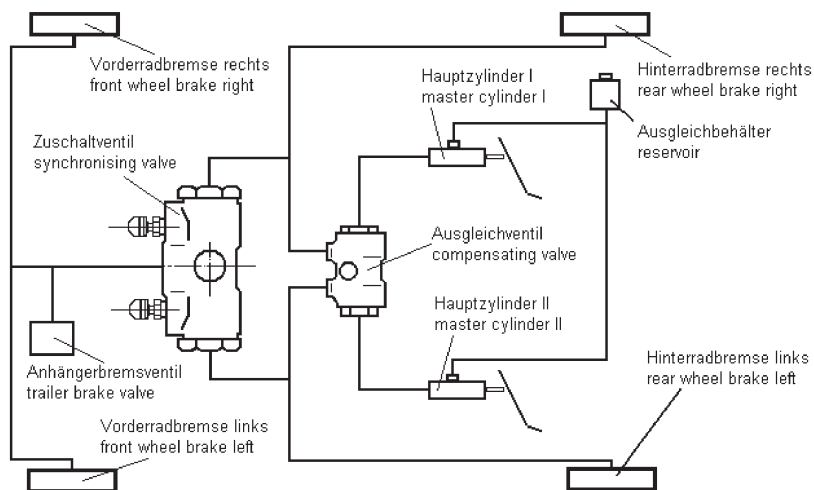 Vorderradbremse rechts
front wheel brake right
Hauptzylinder I
master cylinder I
Hinterradbremse rechts
rear wheel brake right
Ausgleichbehälter
reservoir
Zuschaltventil
synchronising valve
Ausgleichventil
compensating valve
Hauptzylinder II
master cylinder II
Anhängerbremsventil
trailer brake valve
Hinterradbremse links
rear wheel brake left
Vorderradbremse links
front wheel brake left